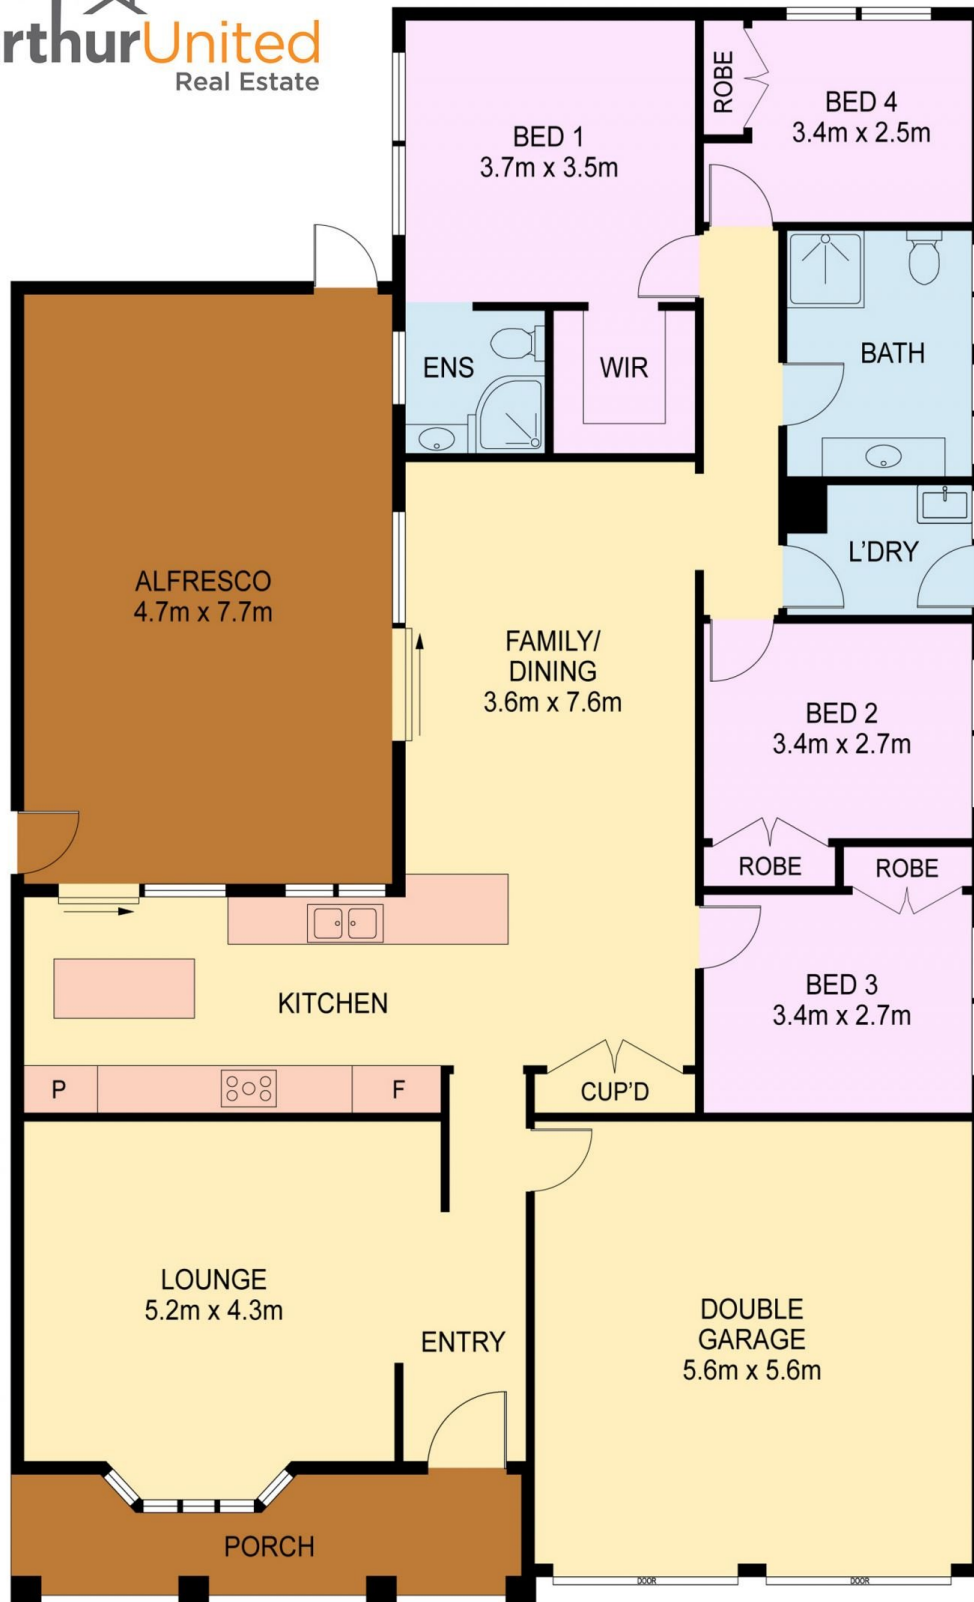 rthurUnited
Real Estate
ROBE
BED 4
3.4m x 2.5m
BED 1
3.7m x 3.5m
BATH
ENS
WIR
L'DRY
ALFRESCO
4.7m x 7.7m
FAMILY/
DINING
3.6m x 7.6m
BED 2
3.4m x 2.7m
ROBE
ROBE
BED 3
3.4m x 2.7m
KITCHEN
P
F
CUP'D
LOUNGE
5.2m x 4.3m
ENTRY
DOUBLE
GARAGE
5.6m x 5.6m
PORCH
DOOR
DOOR